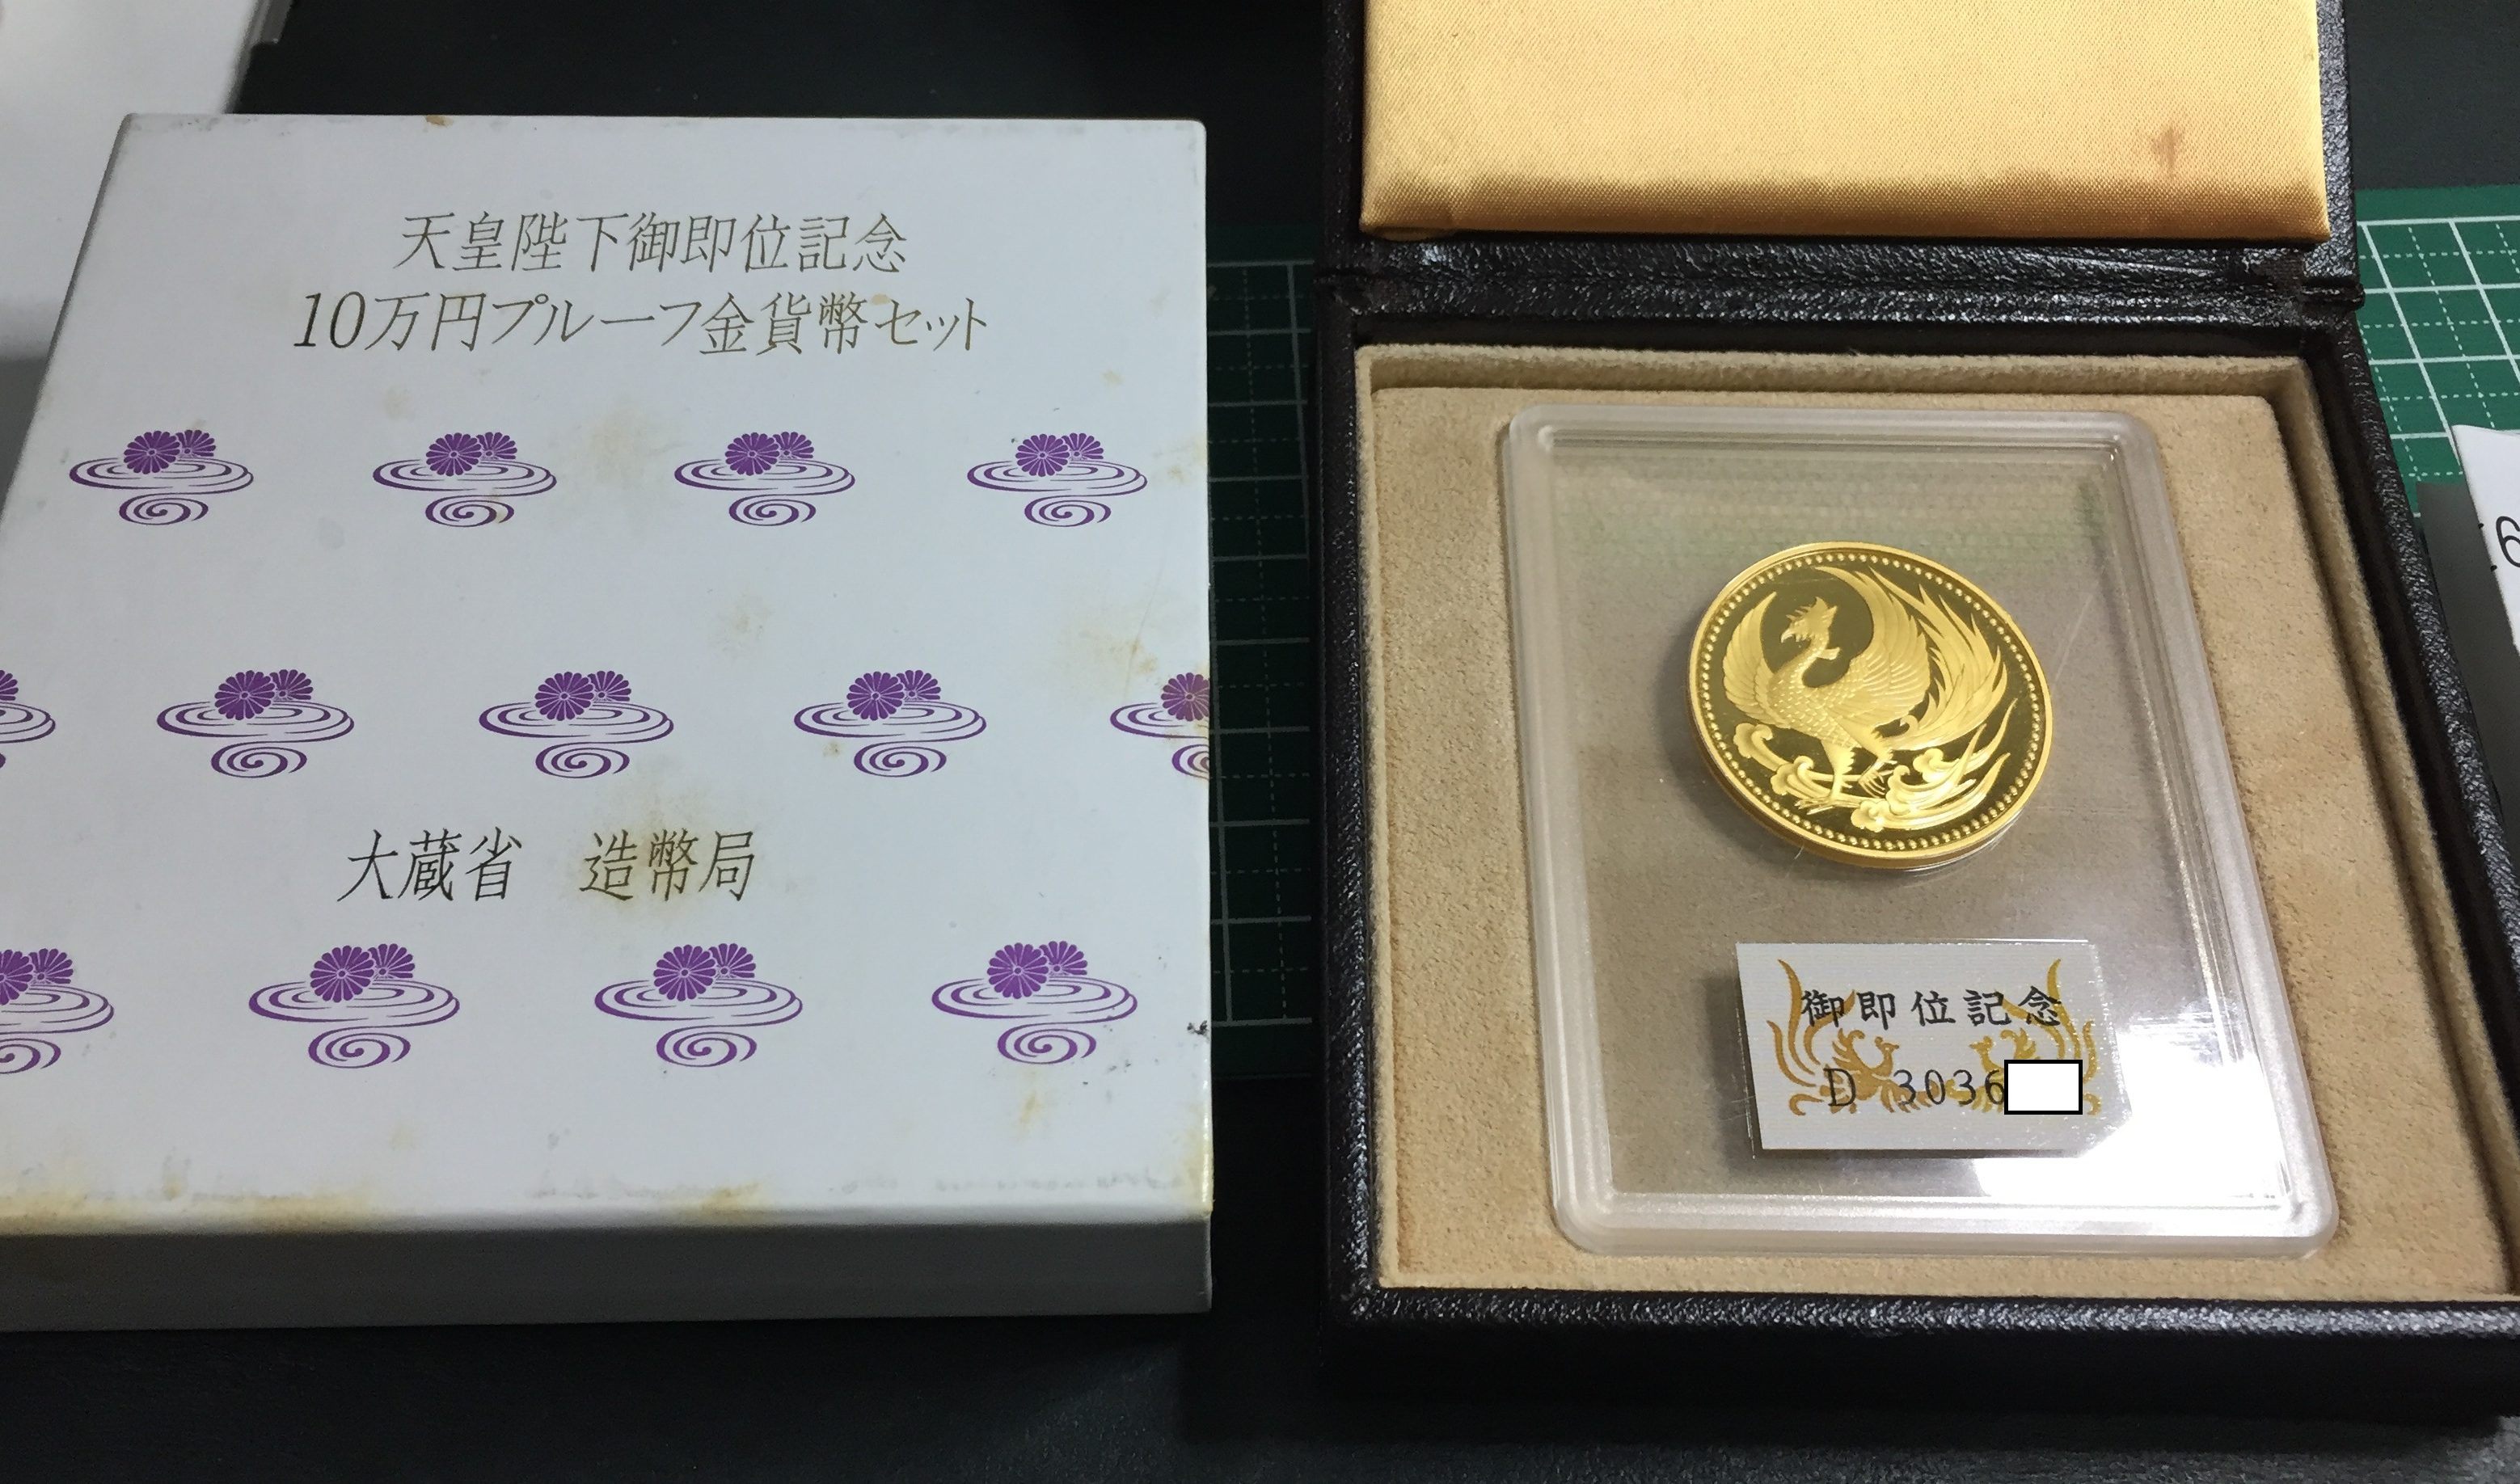 天皇陛下御即位記念
10万円プルーフ金貨幣セット
大蔵省　造幣局
御即位記念
D 3036
6